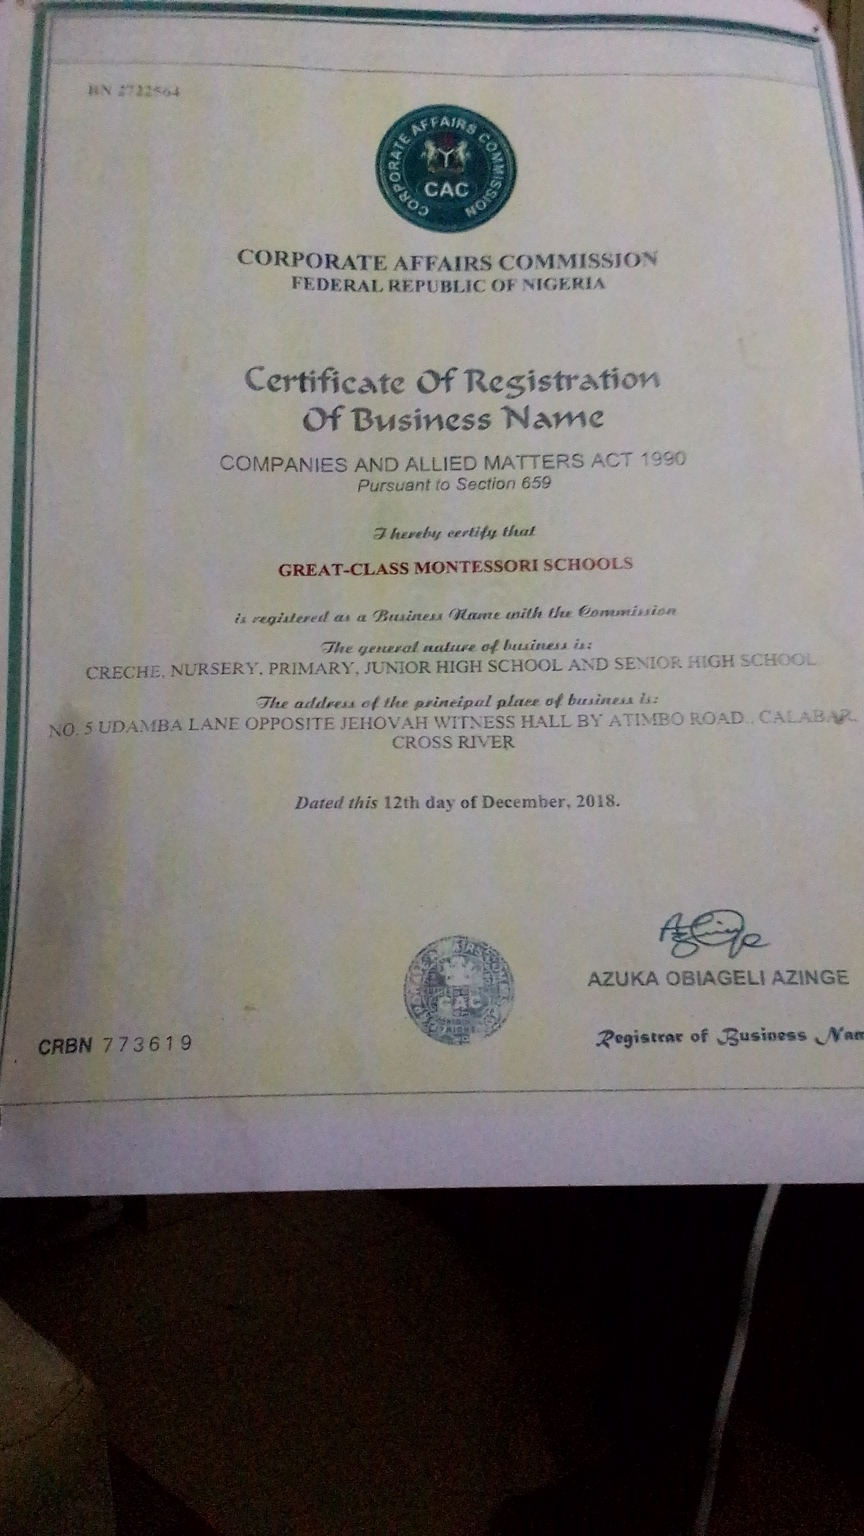 BN 2722564
CORPORATE AFFAIRS COMMISSION
CAC
CORPORATE AFFAIRS COMMISSION
FEDERAL REPUBLIC OF NIGERIA
Certificate Of Registration
Of Business Name
COMPANIES AND ALLIED MATTERS ACT 1990
Pursuant to Section 659
I hereby certify that
GREAT-CLASS MONTESSORI SCHOOLS
is registered as a Business Name with the Commission
The general nature of business is:
CRECHE, NURSERY, PRIMARY, JUNIOR HIGH SCHOOL AND SENIOR HIGH SCHOOL
The address of the principal place of business is:
NO. 5 UDAMBA LANE OPPOSITE JEHOVAH WITNESS HALL BY ATIMBO ROAD., CALABAR,
CROSS RIVER
Dated this 12th day of December, 2018.
CAC
AZUKA OBIAGELI AZINGE
Registrar of Business Nam
CRBN 773619